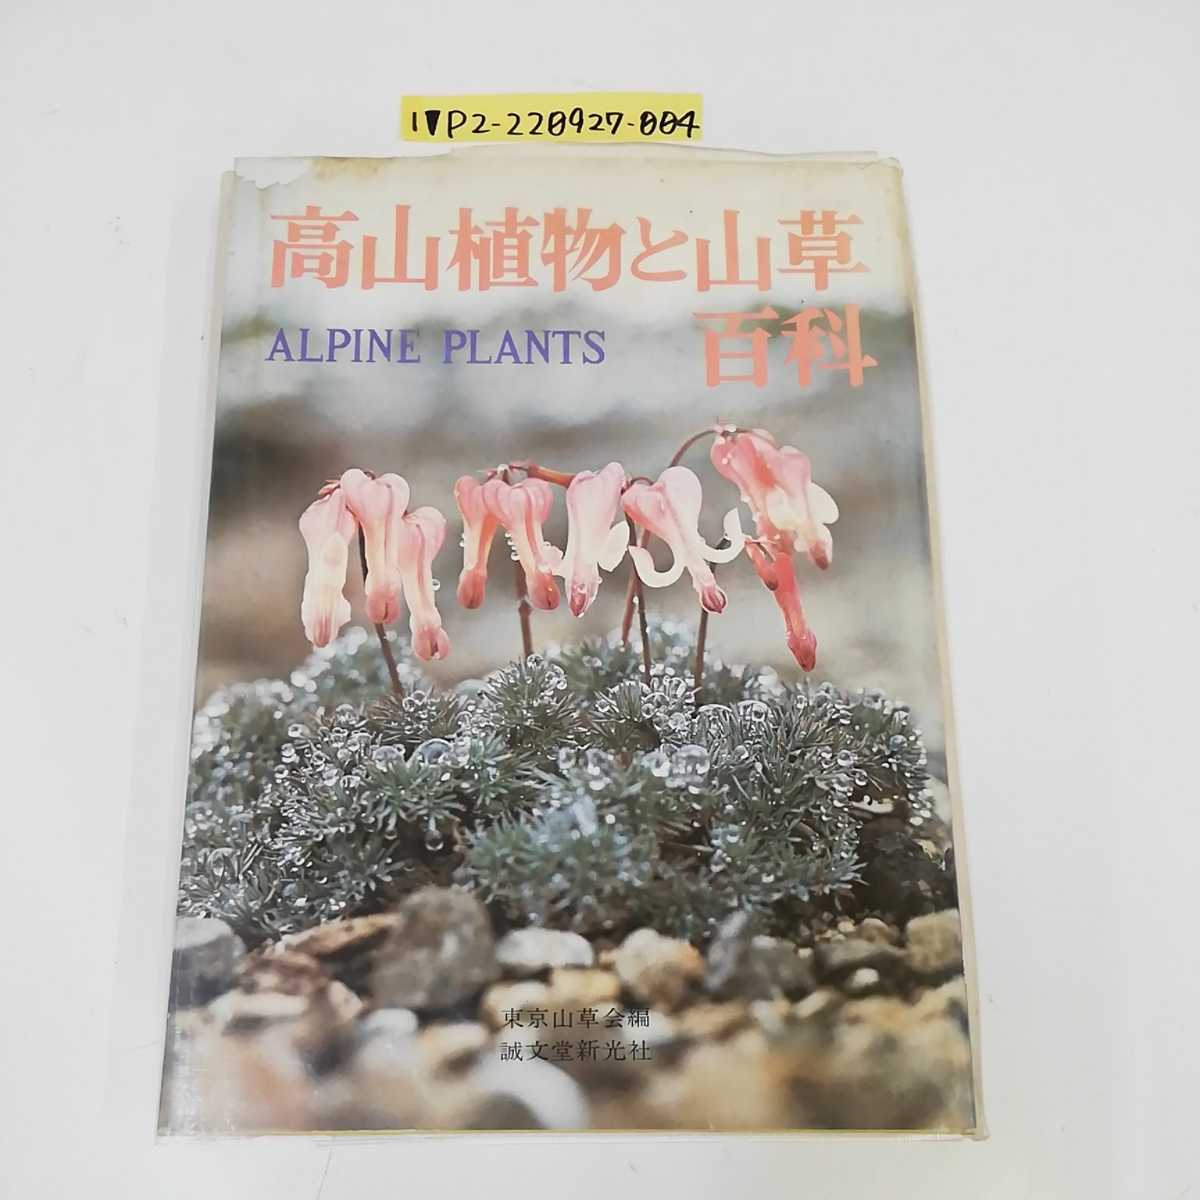 1▼P2-220927-004
高山植物と山草
百科
ALPINE PLANTS
東京山草会編
誠文堂新光社